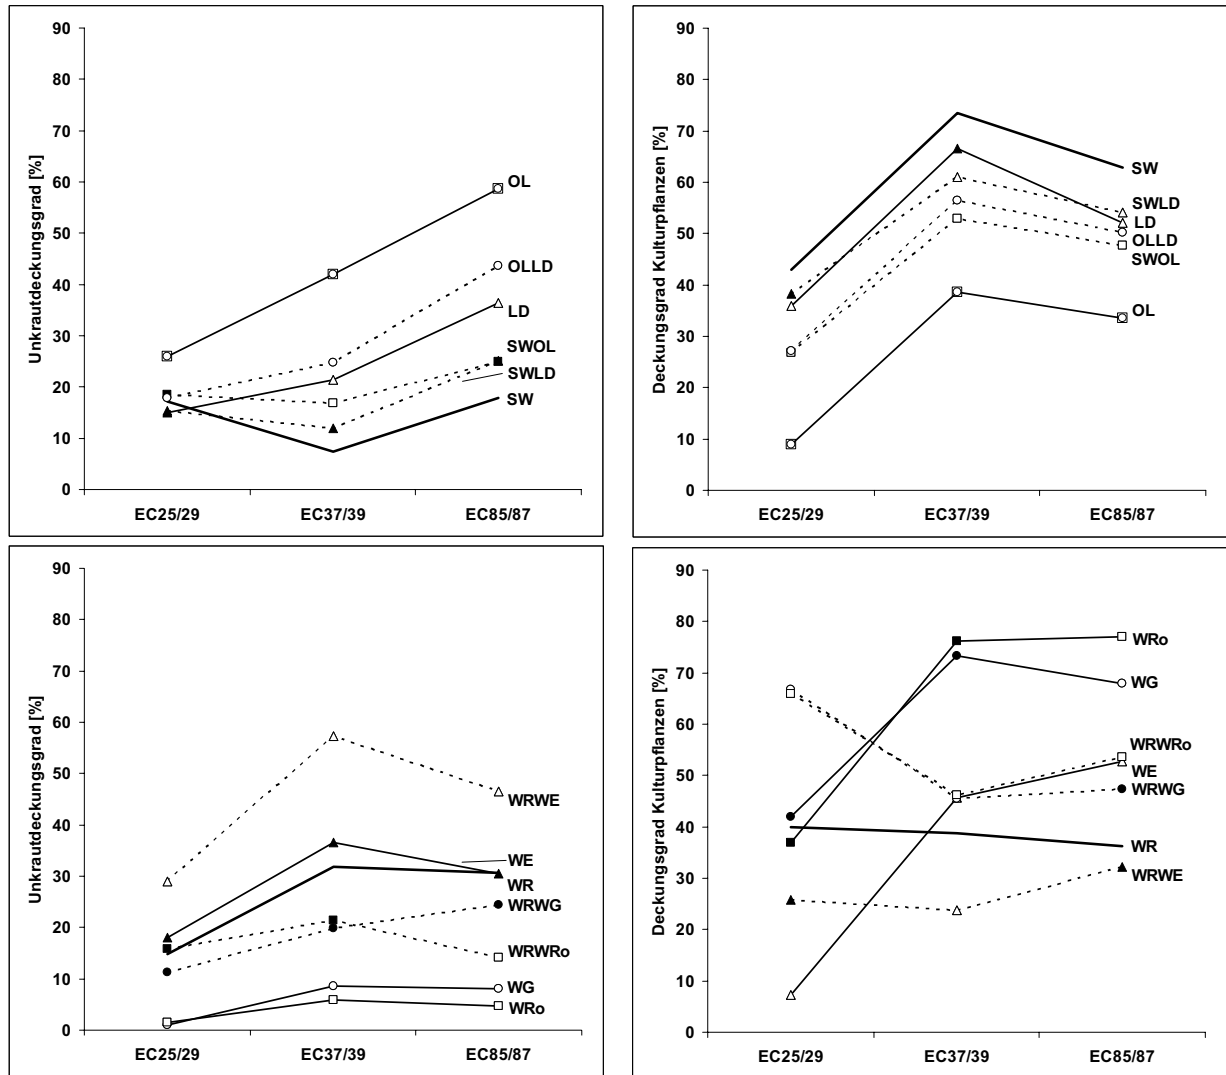 Unkrautdeckungsgrad [%]
90
80
70
60
50
40
30
20
10
0
EC25/29
EC37/39
EC85/87
OL
OLLD
LD
SWOL
SWLD
SW
Deckungsgrad Kulturpflanzen [%]
90
80
70
60
50
40
30
20
10
0
EC25/29
EC37/39
EC85/87
SW
SWLD
LD
OLLD
SWOL
OL
Unkrautdeckungsgrad [%]
90
80
70
60
50
40
30
20
10
0
EC25/29
EC37/39
EC85/87
WRWE
WE
WR
WRWG
WRWRo
WG
WRo
Deckungsgrad Kulturpflanzen [%]
90
80
70
60
50
40
30
20
10
0
EC25/29
EC37/39
EC85/87
WRo
WG
WRWRo
WE
WRWG
WR
WRWE